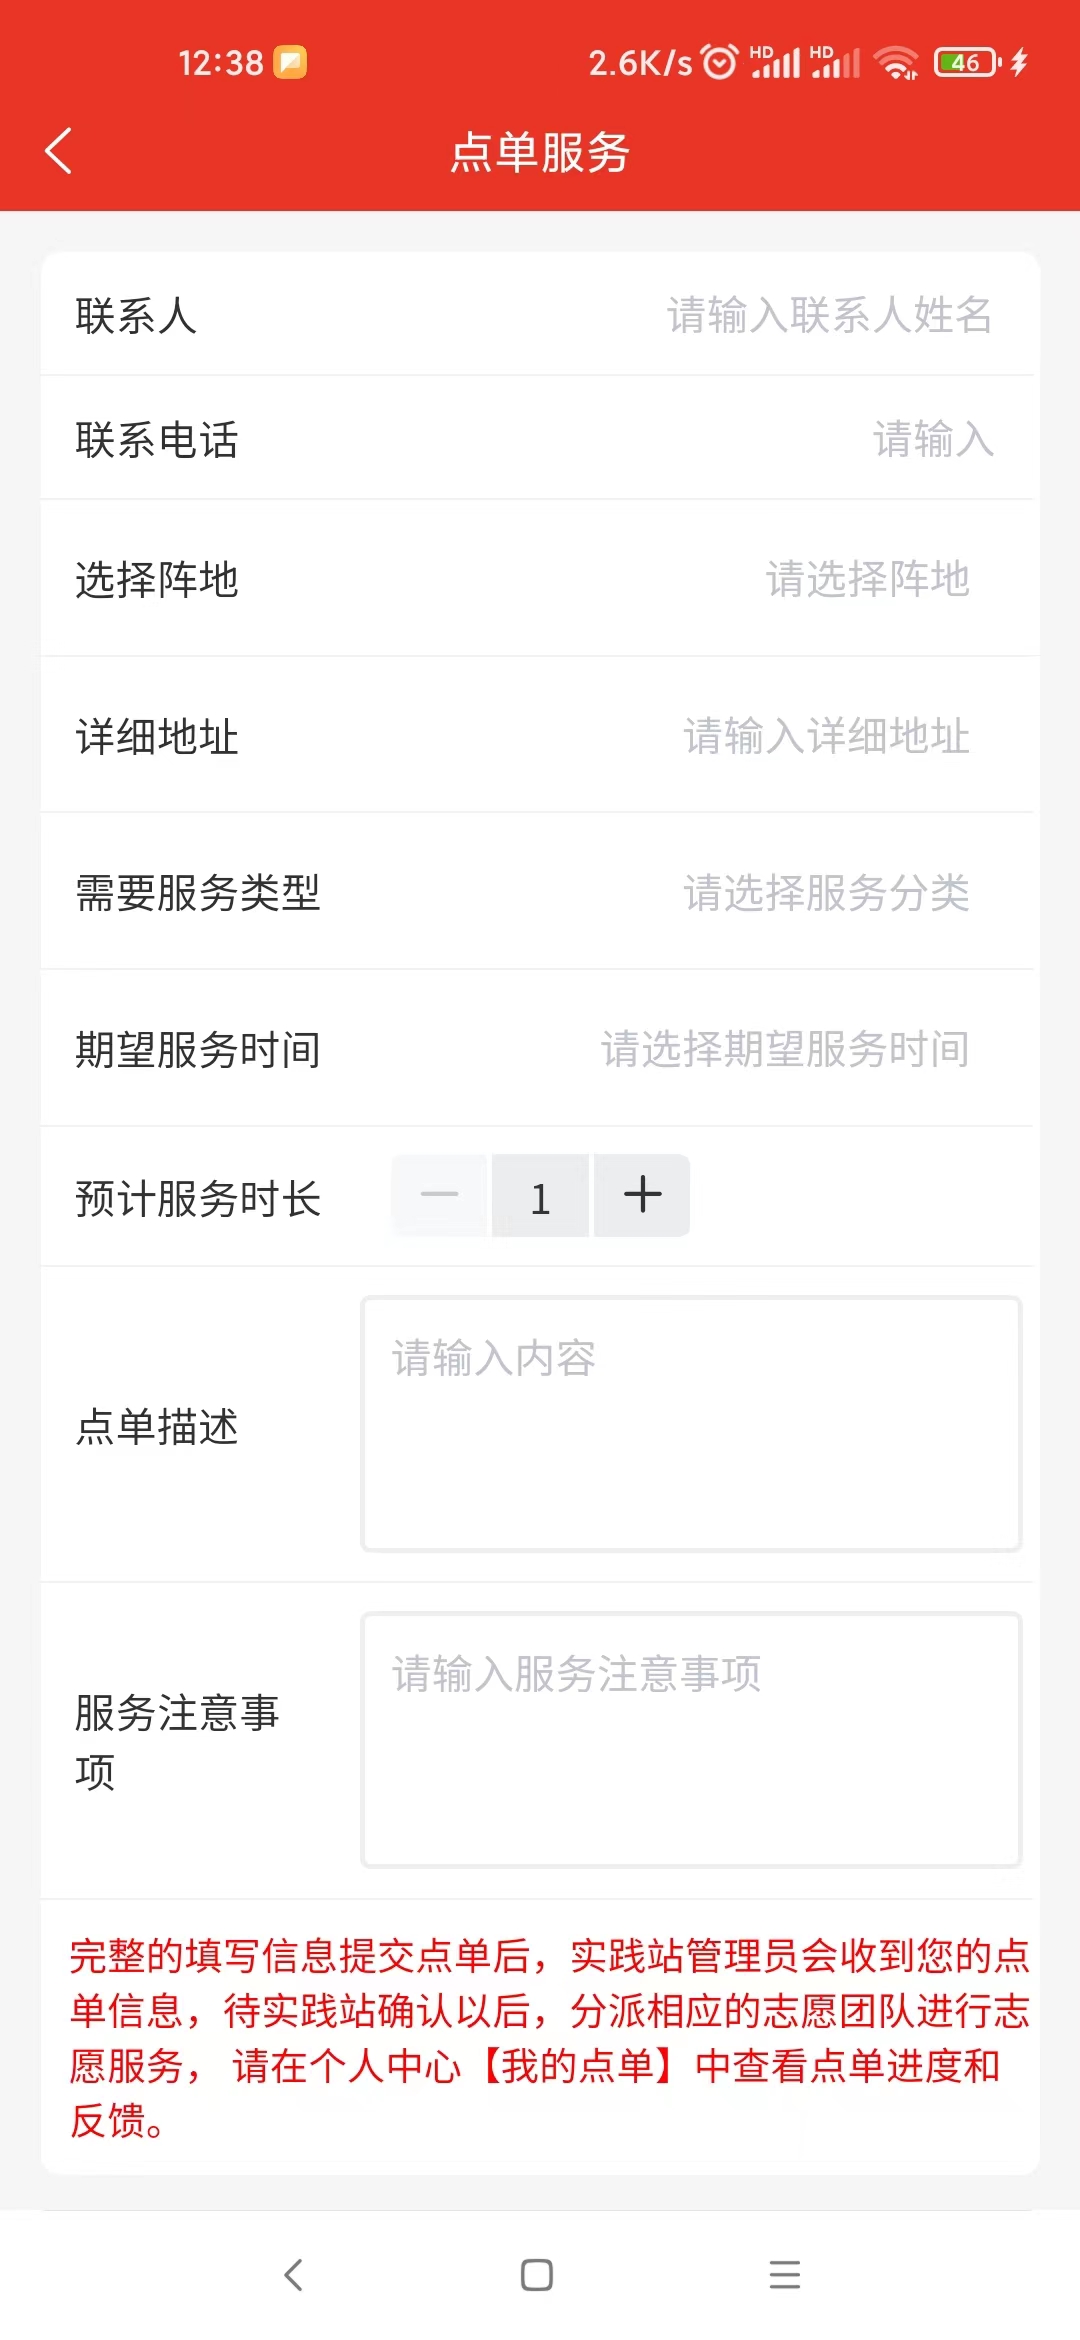 12:38
2.6K/s HD HD 46
点单服务
联系人 请输入联系人姓名
联系电话 请输入
选择阵地 请选择阵地
详细地址 请输入详细地址
需要服务类型 请选择服务分类
期望服务时间 请选择期望服务时间
预计服务时长 — 1 +
点单描述 请输入内容
服务注意事
项
请输入服务注意事项
完整的填写信息提交点单后，实践站管理员会收到您的点
单信息，待实践站确认以后，分派相应的志愿团队进行志
愿服务， 请在个人中心【我的点单】中查看点单进度和
反馈。